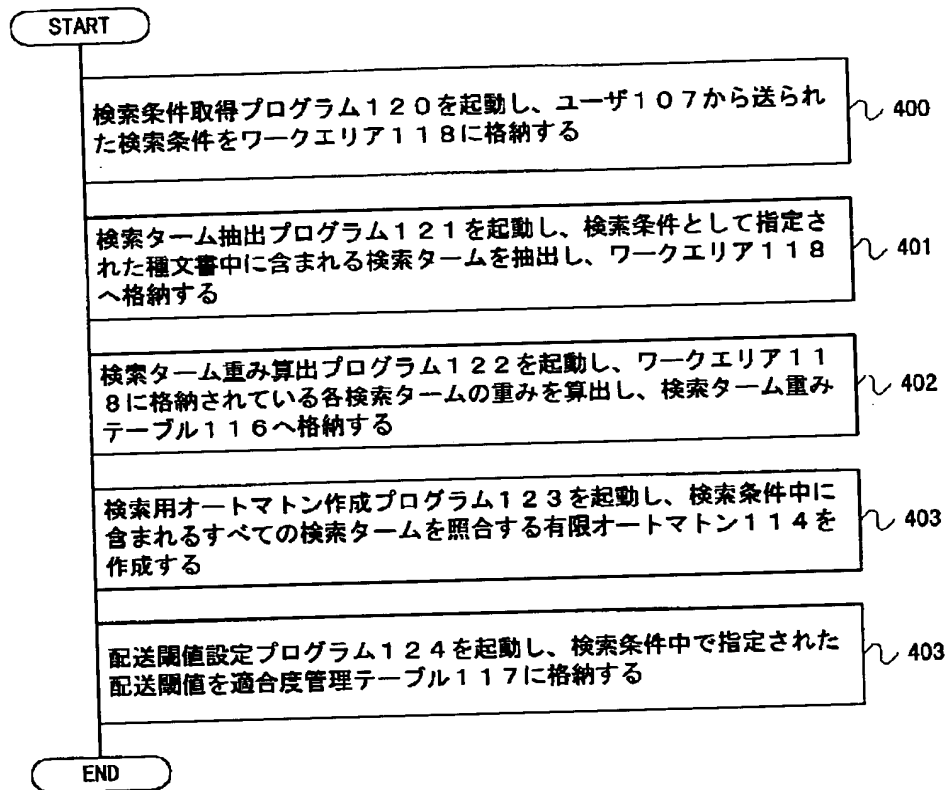 START
検索条件取得プログラム120を起動し、ユーザ107から送られ
た検索条件をワークエリア118に格納する
400
検索ターム抽出プログラム121を起動し、検索条件として指定さ
れた種文書中に含まれる検索タームを抽出し、ワークエリア118
へ格納する
401
検索ターム重み算出プログラム122を起動し、ワークエリア11
8に格納されている各検索タームの重みを算出し、検索ターム重み
テーブル116へ格納する
402
検索用オートマトン作成プログラム123を起動し、検索条件中に
含まれるすべての検索タームを照合する有限オートマトン114を
作成する
403
配送閾値設定プログラム124を起動し、検索条件中で指定された
配送閾値を適合度管理テーブル117に格納する
403
END